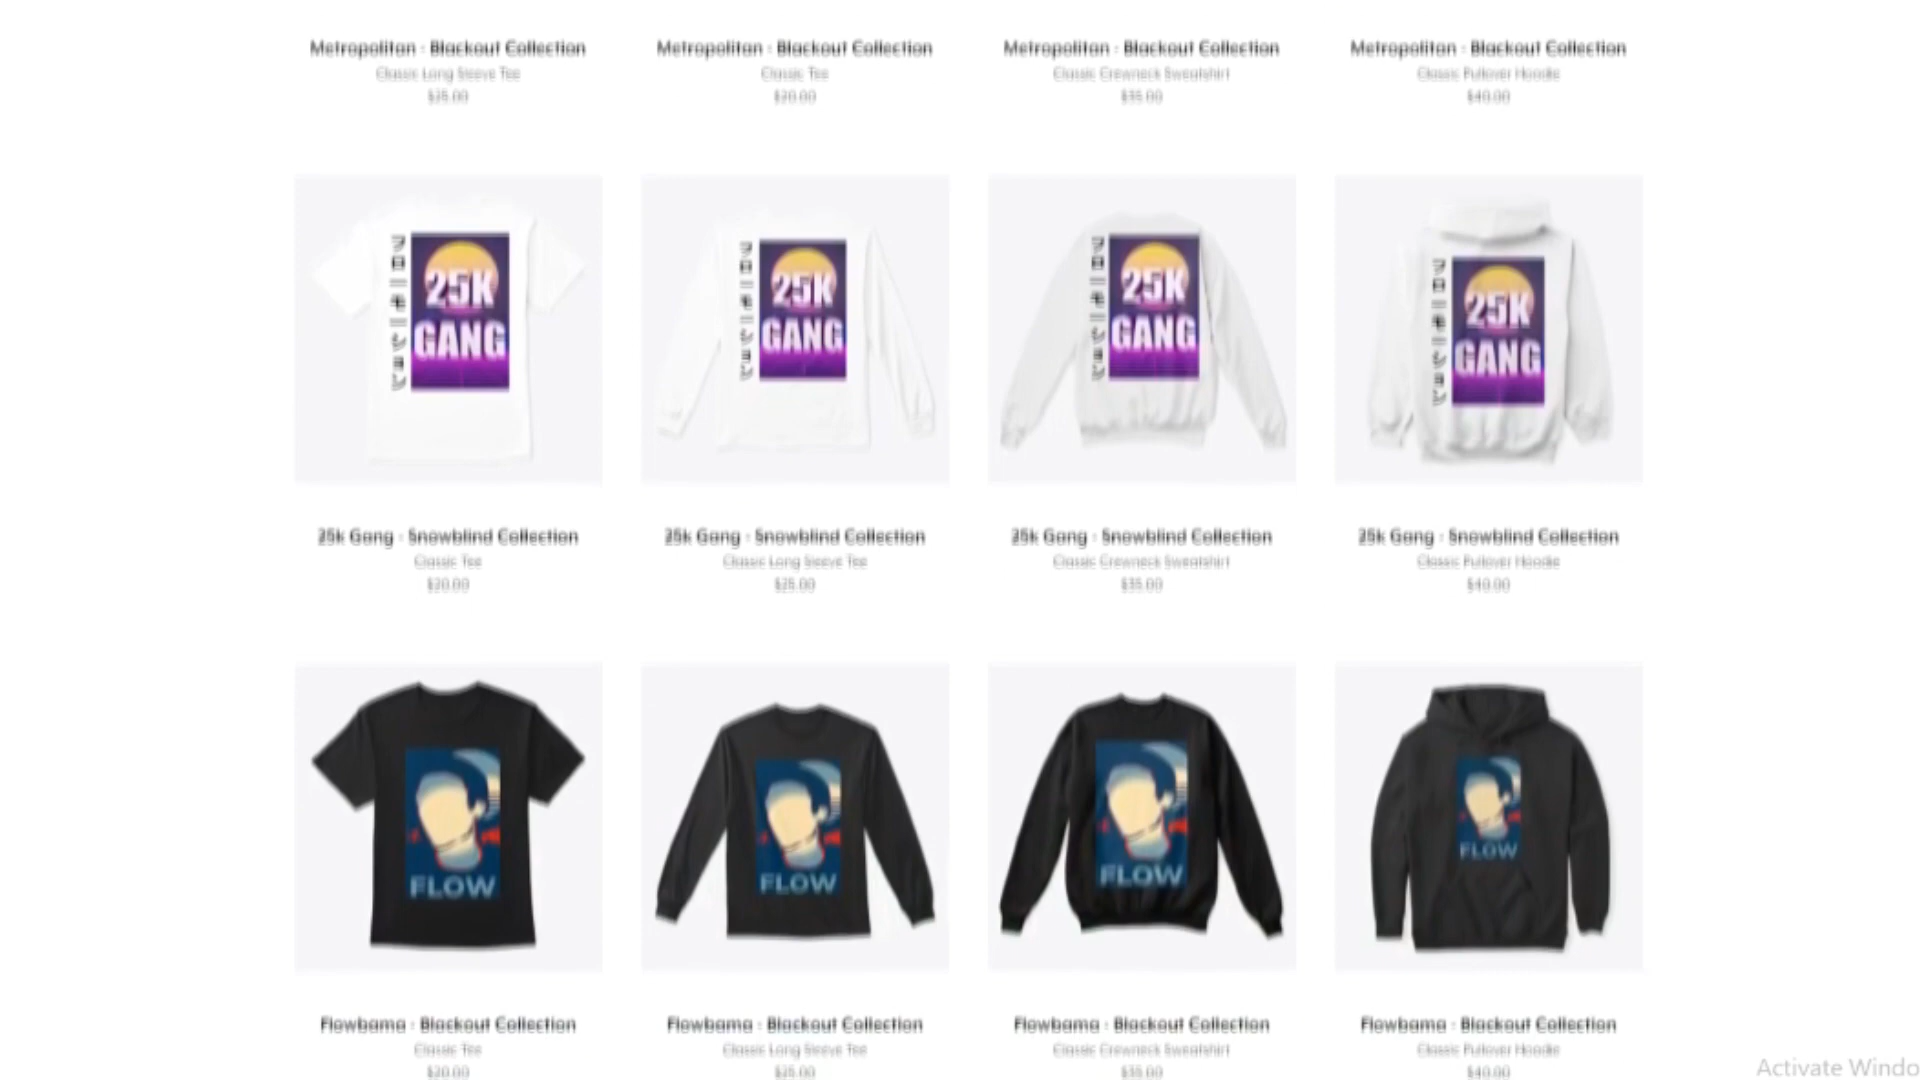 Metropolitan - Blackout Collection
Classic Long Sleeve Tee
$25.00
Metropolitan - Blackout Collection
Classic Tee
$20.00
Metropolitan - Blackout Collection
Classic Crewneck Sweatshirt
$35.00
Metropolitan - Blackout Collection
Classic Pullover Hoodie
$40.00
25K
GANG
25K
GANG
25K
GANG
25K
GANG
25k Gang - Snowblind Collection
Classic Tee
$20.00
25k Gang - Snowblind Collection
Classic Long Sleeve Tee
$25.00
25k Gang - Snowblind Collection
Classic Crewneck Sweatshirt
$35.00
25k Gang - Snowblind Collection
Classic Pullover Hoodie
$40.00
FLOW
FLOW
FLOW
FLOW
Flowbama - Blackout Collection
Classic Tee
$20.00
Flowbama - Blackout Collection
Classic Long Sleeve Tee
$25.00
Flowbama - Blackout Collection
Classic Crewneck Sweatshirt
$35.00
Flowbama - Blackout Collection
Classic Pullover Hoodie
$40.00
Activate Windo